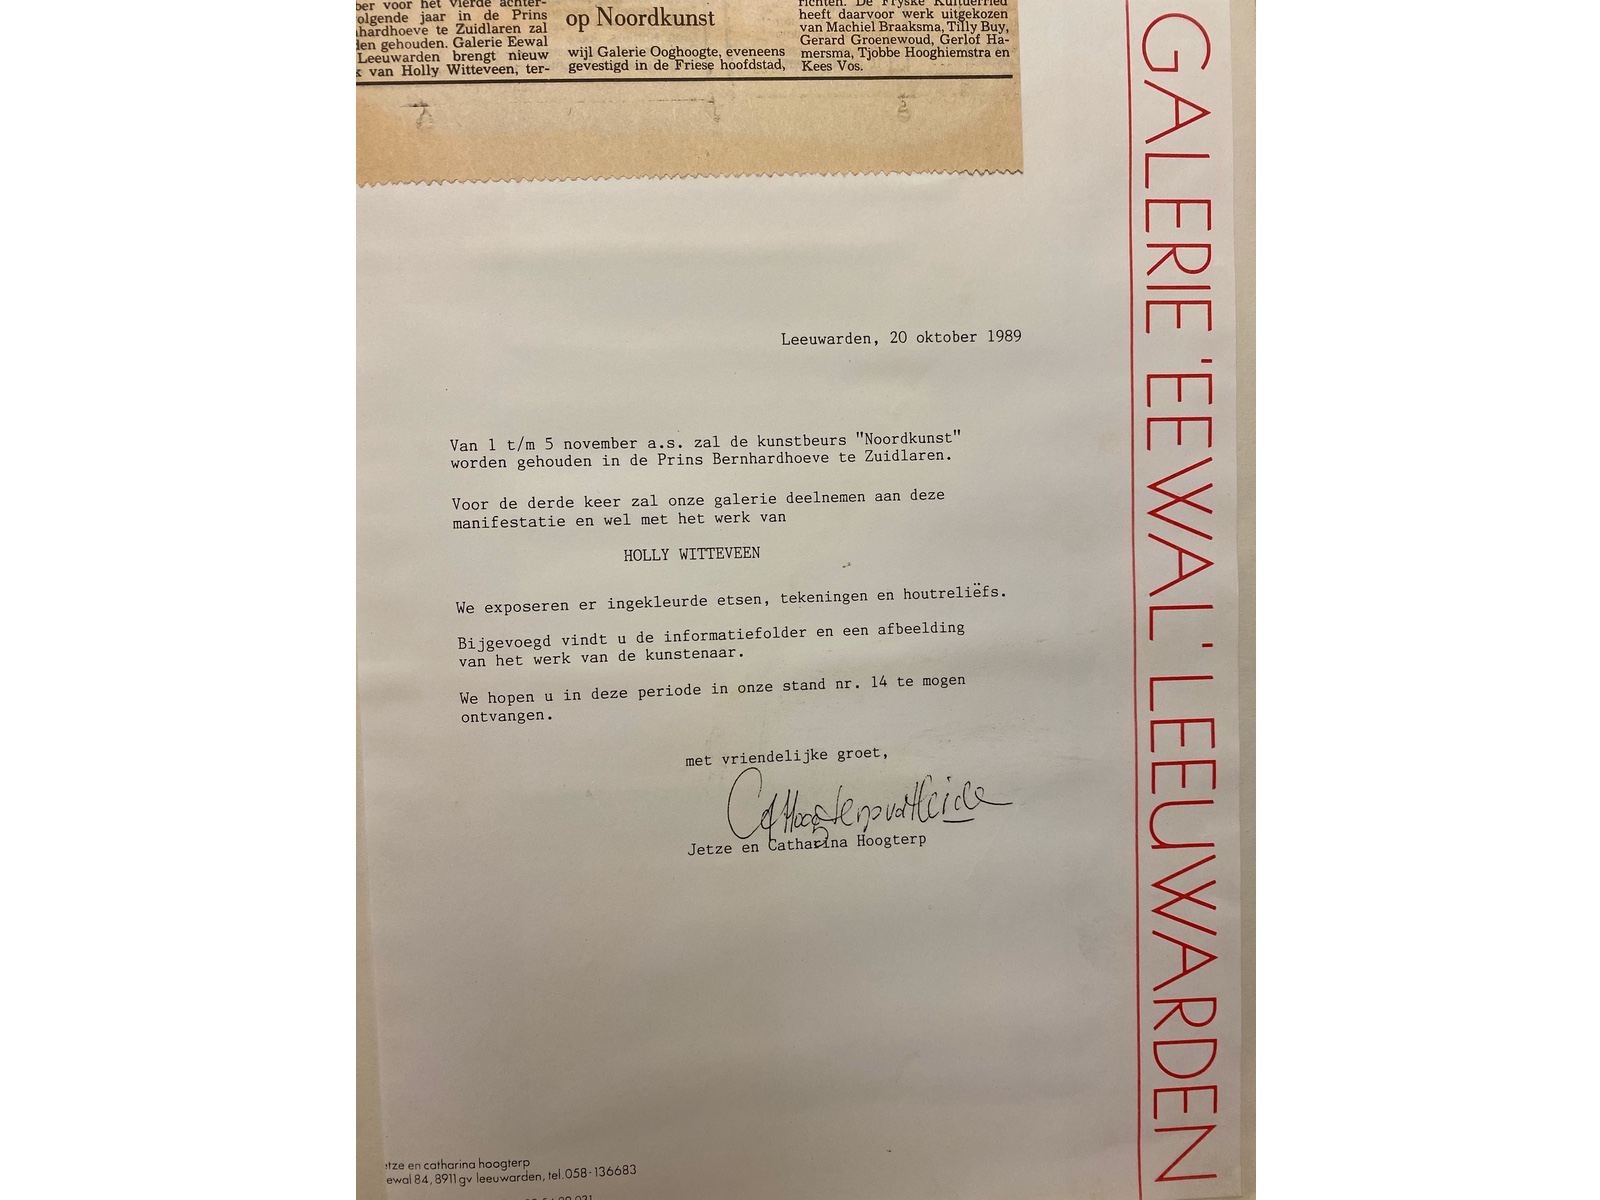 ber voor het vierde achter-
olgende jaar in de Prins
hardhoeve te Zuidlaren zal
den gehouden. Galerie Eewal
Leeuwarden brengt nieuw
k van Holly Witteveen, ter-
op Noordkunst
wijl Galerie Ooghoogte, eveneens
gevestigd in de Friese hoofdstad,
richten. De Fryske Kultuerried
heeft daarvoor werk uitgekozen
van Machiel Braaksma, Tilly Buy,
Gerard Groenewoud, Gerlof Ha-
mersma, Tjobbe Hooghiemstra en
Kees Vos.
GALERIE 'EEWAL' LEEUWARDEN
Leeuwarden, 20 oktober 1989
Van 1 t/m 5 november a.s. zal de kunstbeurs "Noordkunst"
worden gehouden in de Prins Bernhardhoeve te Zuidlaren.
Voor de derde keer zal onze galerie deelnemen aan deze
manifestatie en wel met het werk van
HOLLY WITTEVEEN
We exposeren er ingekleurde etsen, tekeningen en houtreliëfs.
Bijgevoegd vindt u de informatiefolder en een afbeelding
van het werk van de kunstenaar.
We hopen u in deze periode in onze stand nr. 14 te mogen
ontvangen.
met vriendelijke groet,
Jetze en Catharina Hoogterp
etze en catharina hoogterp
ewal 84, 8911 gv leeuwarden, tel. 058-136683